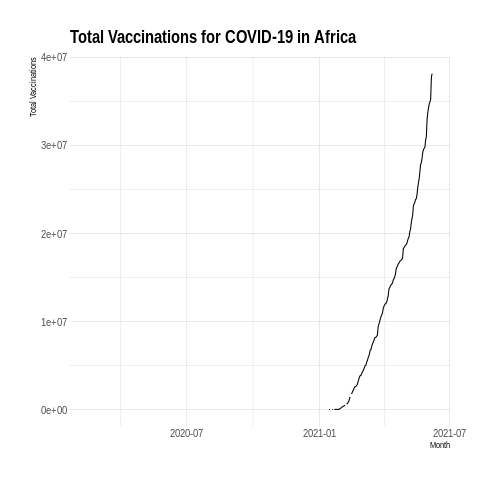 Total Vaccinations for COVID-19 in Africa
Total Vaccinations
4e+07
3e+07
2e+07
1e+07
0e+00
2020-07
2021-01
2021-07
Month